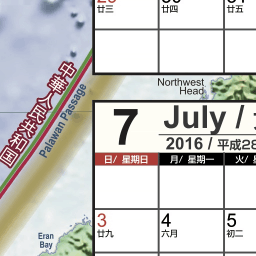 廿三
廿四
廿五
Northwest
Head
中華人民共和国
Palawan Passage
7
July /
2016 / 平成28
日/ 星期日
月/ 星期一
火/ 星
3
廿九
4
六月
5
初二
Eran
Bay